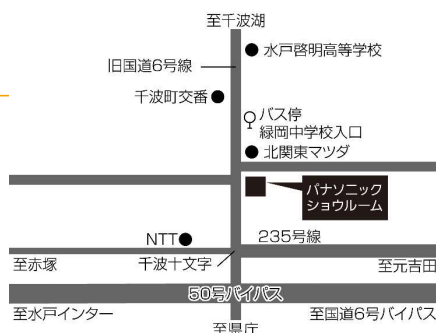 至千波湖
水戸啓明高等学校
旧国道6号線
千波町交番
バス停
緑岡中学校入口
北関東マツダ
パナソニック
ショウルーム
NTT
235号線
至赤塚
千波十文字
至元吉田
50号バイパス
至水戸インター
至国道6号バイパス
至県庁